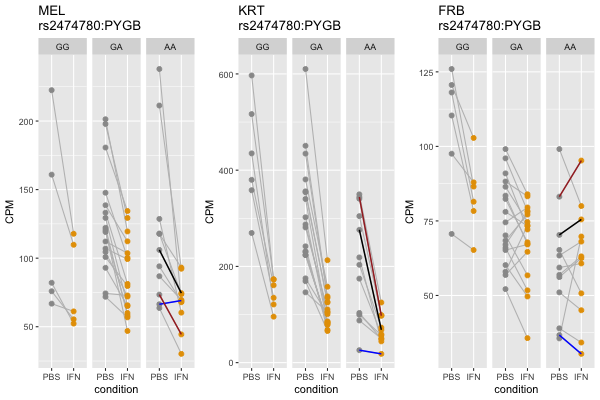 MEL
rs2474780:PYGB
GG GA AA
CPM
200
150
100
50
PBS IFN PBS IFN PBS IFN
condition
KRT
rs2474780:PYGB
GG GA AA
CPM
600
400
200
0
PBS IFN PBS IFN PBS IFN
condition
FRB
rs2474780:PYGB
GG GA AA
CPM
125
100
75
50
PBS IFN PBS IFN PBS IFN
condition